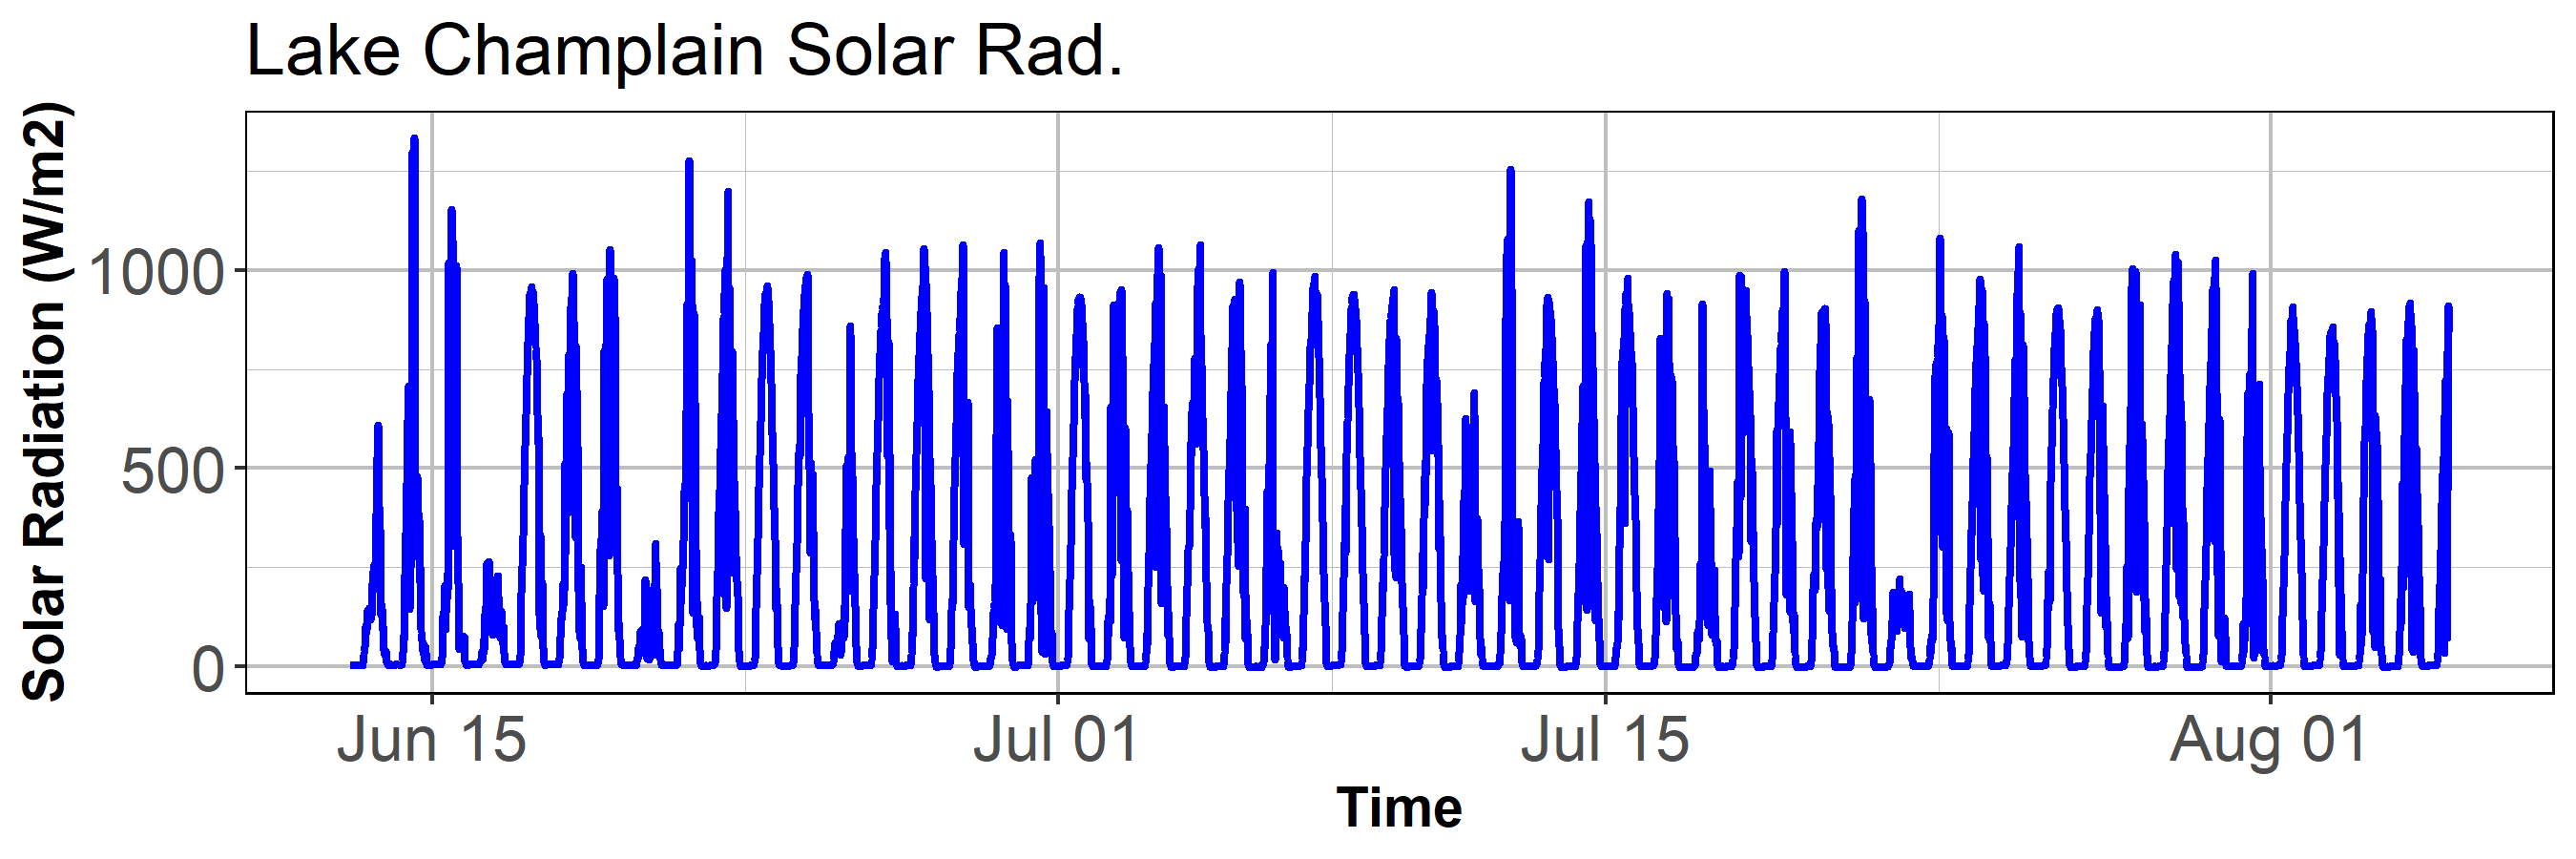 Lake Champlain Solar Rad.
Solar Radiation (W/m2)
1000
500
0
Jun 15
Jul 01
Jul 15
Aug 01
Time